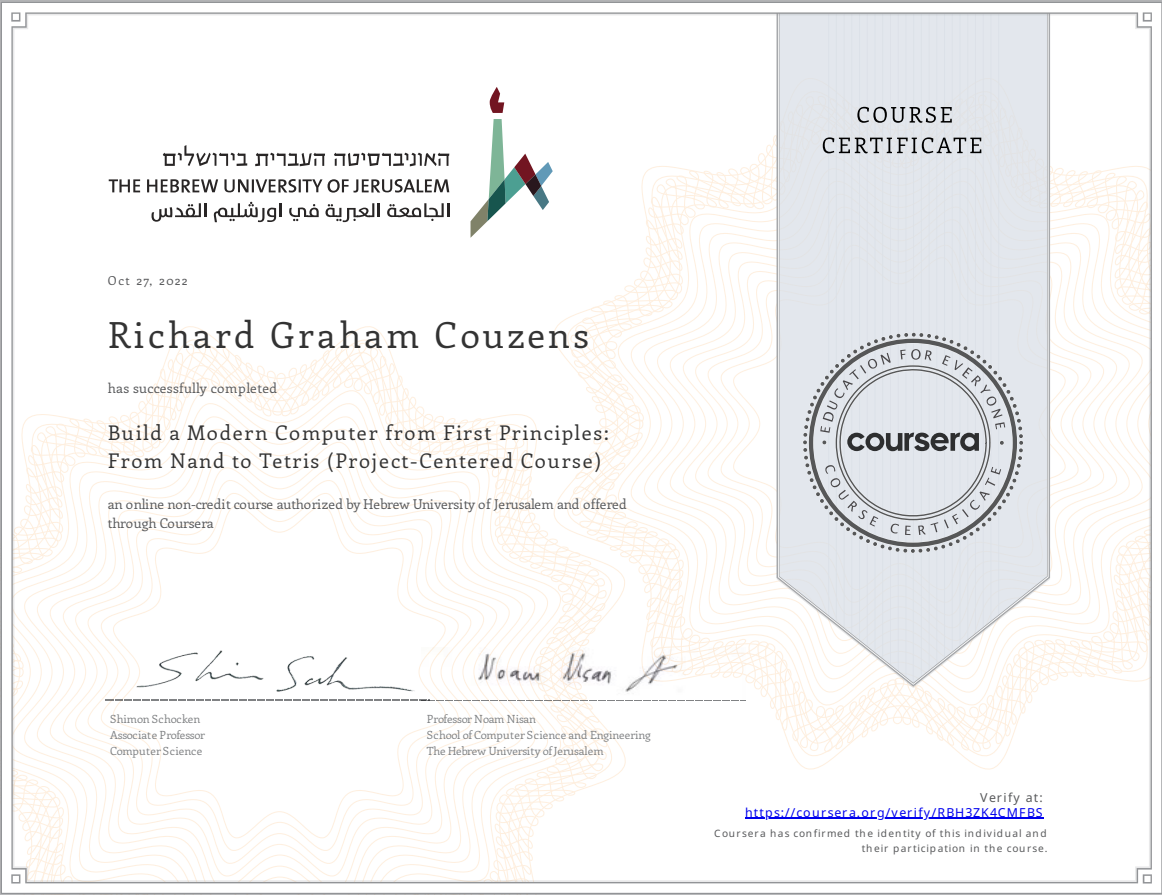 האוניברסיטה העברית בירושלים
THE HEBREW UNIVERSITY OF JERUSALEM
الجامعة العبرية في اورشليم القدس
COURSE
CERTIFICATE
Oct 27, 2022
Richard Graham Couzens
has successfully completed
Build a Modern Computer from First Principles:
From Nand to Tetris (Project-Centered Course)
an online non-credit course authorized by Hebrew University of Jerusalem and offered
through Coursera
EDUCATION FOR EVERYONE
coursera
COURSE CERTIFICATE
Noam Nisan
Shimon Schocken
Associate Professor
Computer Science
Professor Noam Nisan
School of Computer Science and Engineering
The Hebrew University of Jerusalem
Verify at:
https://coursera.org/verify/RBH3ZK4CMFBS
Coursera has confirmed the identity of this individual and
their participation in the course.